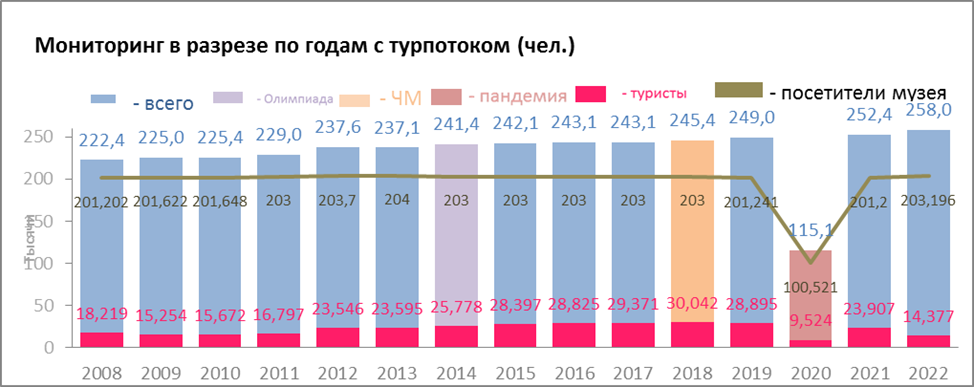 Мониторинг в разрезе по годам с турпотоком (чел.)
- всего - Олимпиада - ЧМ - пандемия - туристы - посетители музея
222,4 225,0 225,4 229,0 237,6 237,1 241,4 242,1 243,1 243,1 245,4 249,0 115,1 252,4 258,0
201,202 201,622 201,648 203 203,7 204 203 203 203 203 203 201,241 100,521 201,2 203,196
18,219 15,254 15,672 16,797 23,546 23,595 25,778 28,397 28,825 29,371 30,042 28,895 9,524 23,907 14,377
Тысячи
250
200
150
100
50
0
2008 2009 2010 2011 2012 2013 2014 2015 2016 2017 2018 2019 2020 2021 2022